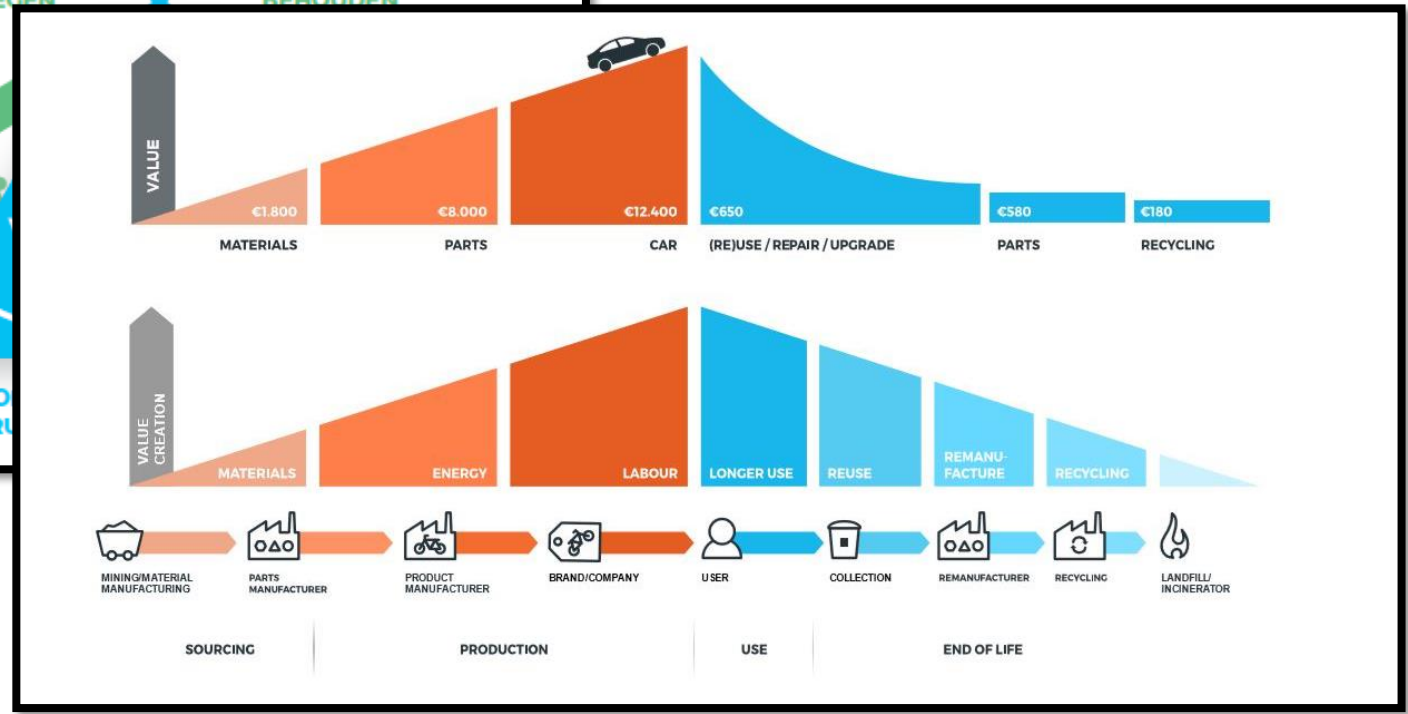 BEHOUDEN
VALUE
€1.800
€8.000
€12.400
€650
€580
€180
MATERIALS
PARTS
CAR
(RE)USE / REPAIR / UPGRADE
PARTS
RECYCLING
VALUE
CREATION
MATERIALS
ENERGY
LABOUR
LONGER USE
REUSE
REMANU-
FACTURE
RECYCLING
MINING/MATERIAL
MANUFACTURING
PARTS
MANUFACTURER
PRODUCT
MANUFACTURER
BRAND/COMPANY
USER
COLLECTION
REMANUFACTURER
RECYCLING
LANDFILL/
INCINERATOR
SOURCING
PRODUCTION
USE
END OF LIFE